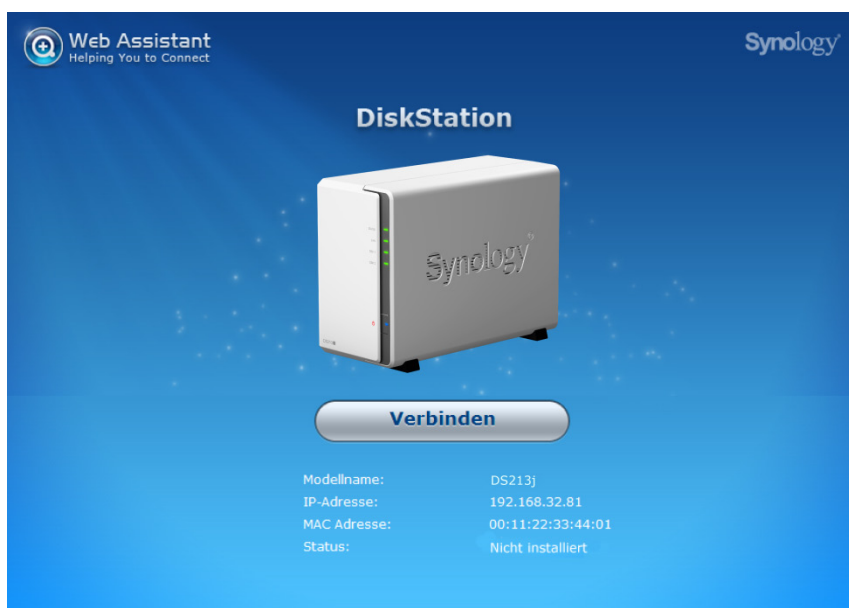 Web Assistant
Helping You to Connect
Synology
DiskStation
Synology
Verbinden
Modellname: DS213j
IP-Adresse: 192.168.32.81
MAC Adresse: 00:11:22:33:44:01
Status: Nicht installiert